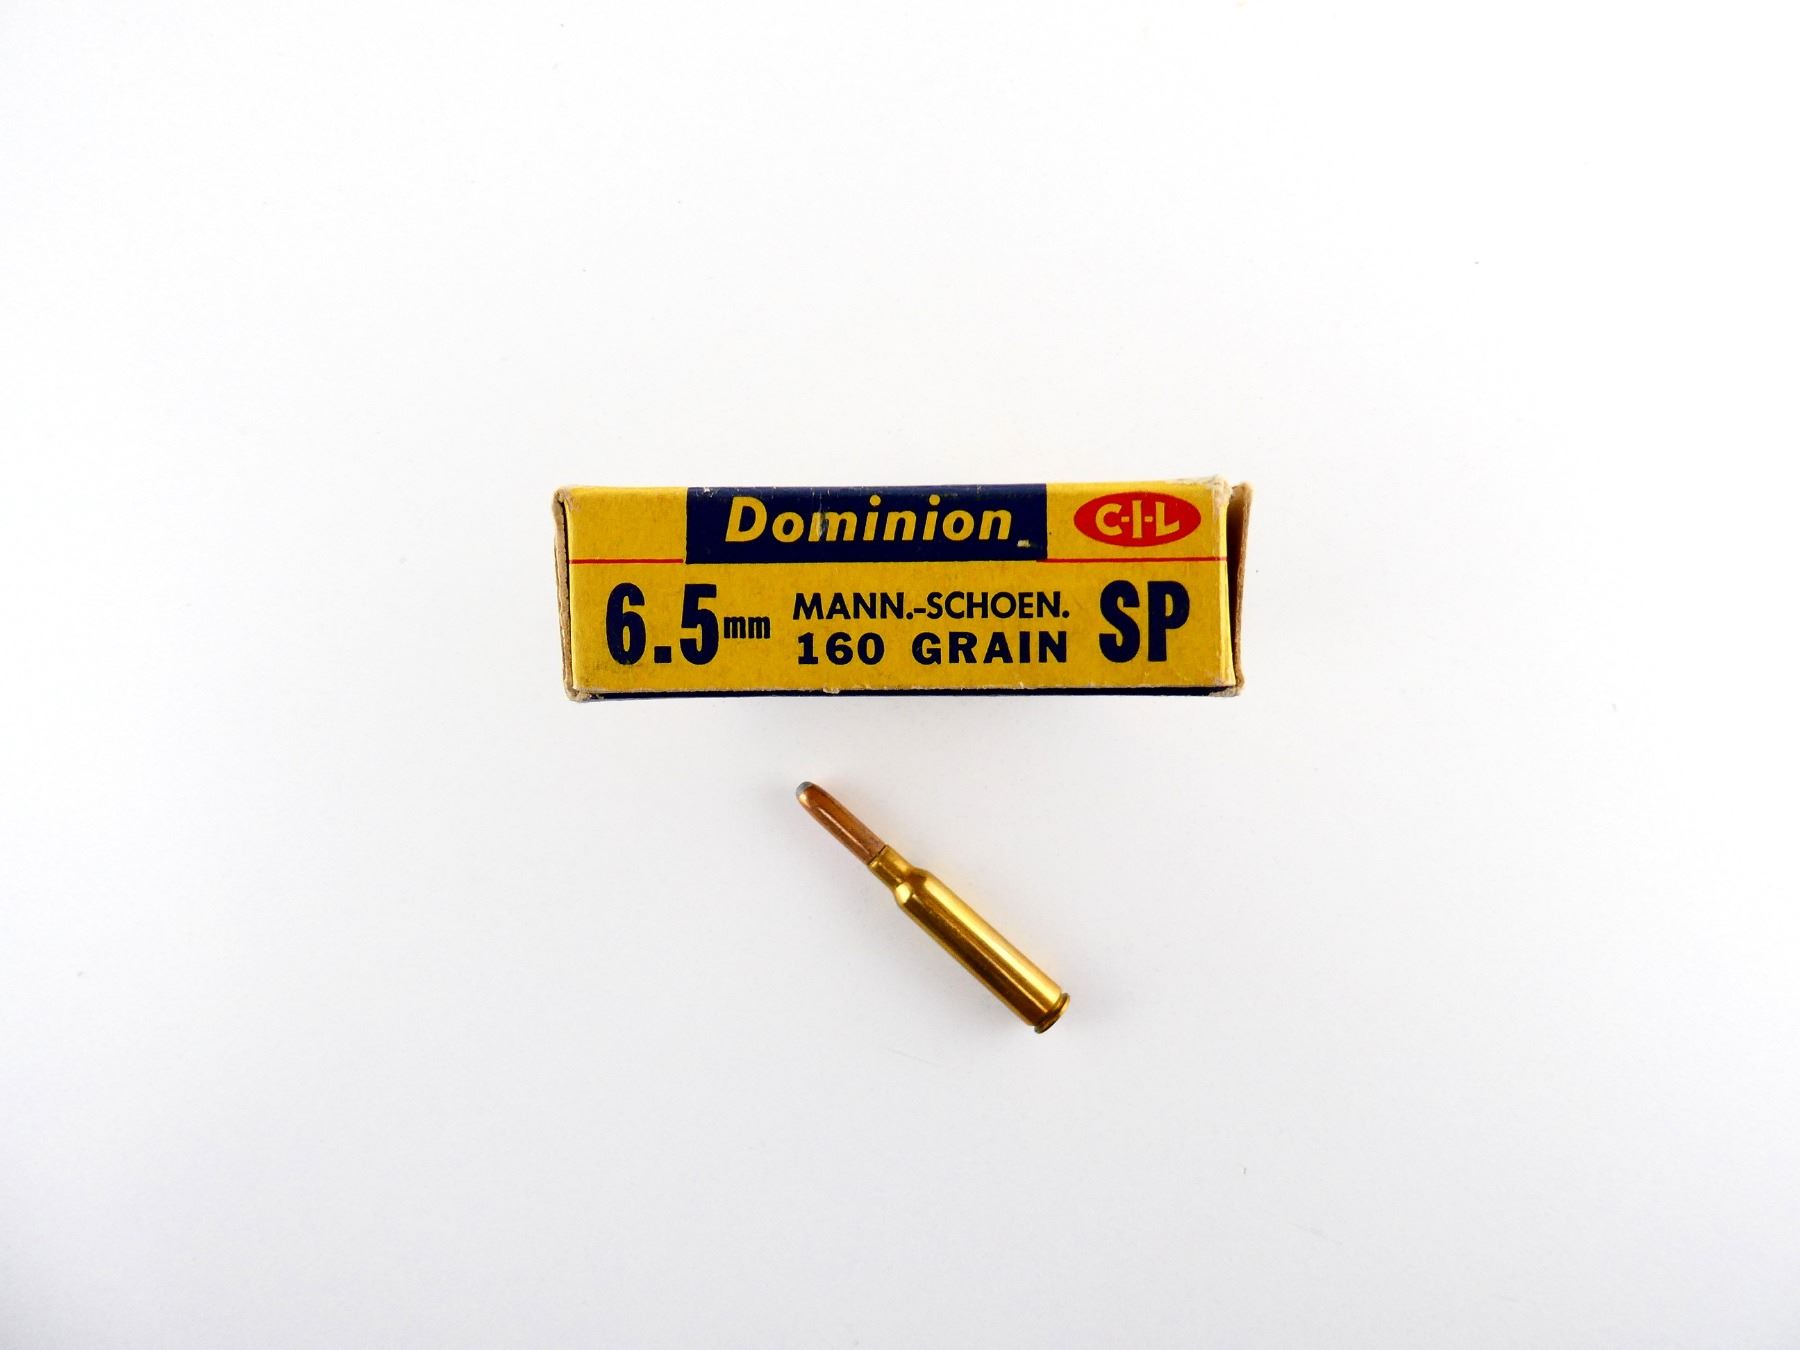 Dominion C-I-L
6.5mm MANN.-SCHOEN. SP
160 GRAIN